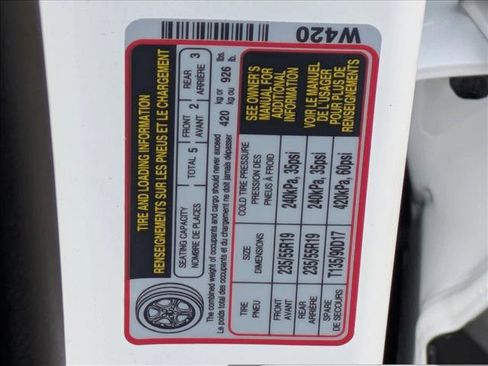 W420
TIRE AND LOADING INFORMATION
RENSEIGNEMENTS SUR LES PNEUS ET LE CHARGEMENT
SEATING CAPACITY TOTAL 5 FRONT 2 REAR 3
NOMBRE DE PLACES AVANT ARRIÈRE
The combined weight of occupants and cargo should never exceed 420 kg or 926 lbs.
Le poids total des occupants et du chargement ne doit jamais dépasser kg ou lb.
TIRE SIZE COLD TIRE PRESSURE
PNEU DIMENSIONS PRESSION DES
PNEUS À FROID
FRONT 235/55R19 240kPa, 35psi
AVANT
REAR 235/55R19 240kPa, 35psi
ARRIÈRE
SPARE T135/90D17 420kPa, 60psi
DE SECOURS
SEE OWNER'S
MANUAL FOR
ADDITIONAL
INFORMATION
VOIR LE MANUEL
DE L'USAGER
POUR PLUS DE
RENSEIGNEMENTS